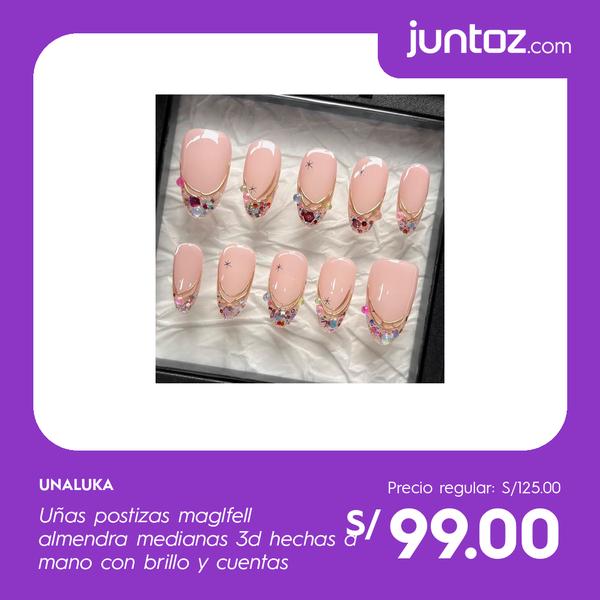 juntoz.com
UNALUKA
Uñas postizas maglfell
almendra medianas 3d hechas a
mano con brillo y cuentas
Precio regular: S/125.00
S/ 99.00